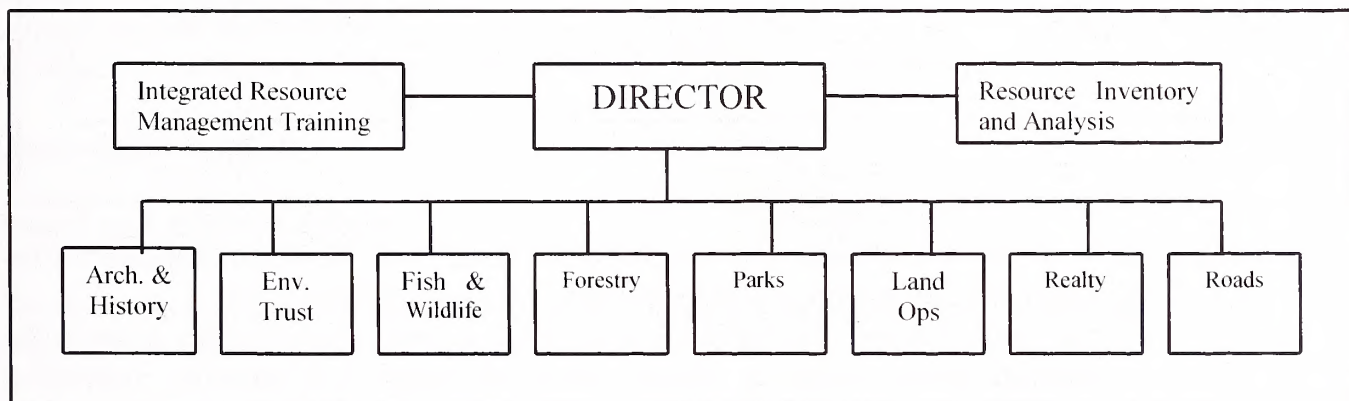 Integrated Resource
Management Training
DIRECTOR
Resource Inventory
and Analysis
Arch. &
History
Env.
Trust
Fish &
Wildlife
Forestry
Parks
Land
Ops
Realty
Roads